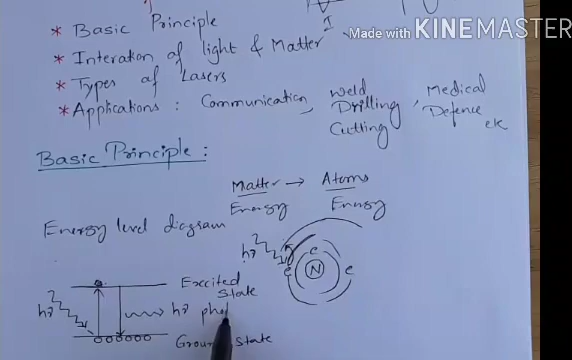 Made with KINEMASTER
* Basic Principle
* Interation of light & Matter
* Types of Lasers
* Applications : Communication, Weld Drilling Cutting, Medical Defence etc
Basic Principle :
Matter → Atoms
Energy Energy
Energy level diagram
hν e e e N
Excited state
hν hν pho
Ground state